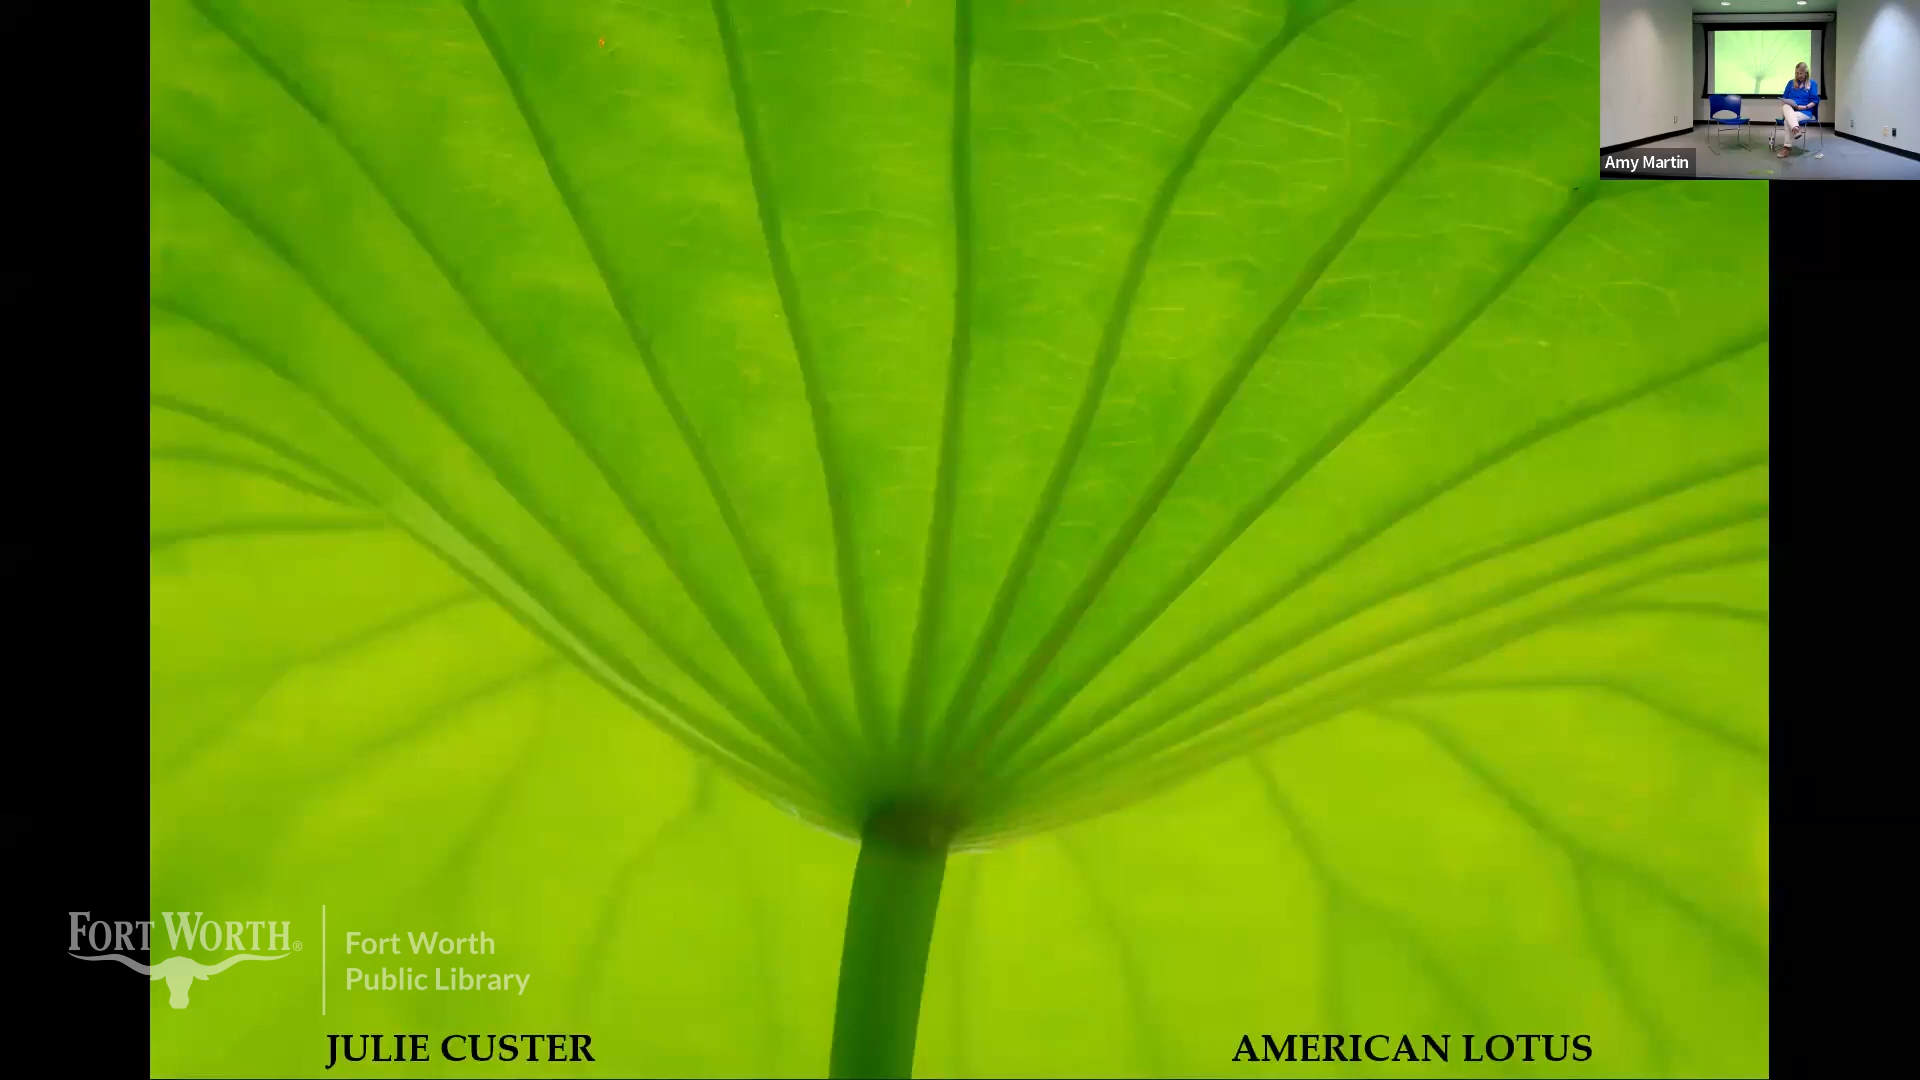 Amy Martin
FORT WORTH®
Fort Worth
Public Library
JULIE CUSTER
AMERICAN LOTUS